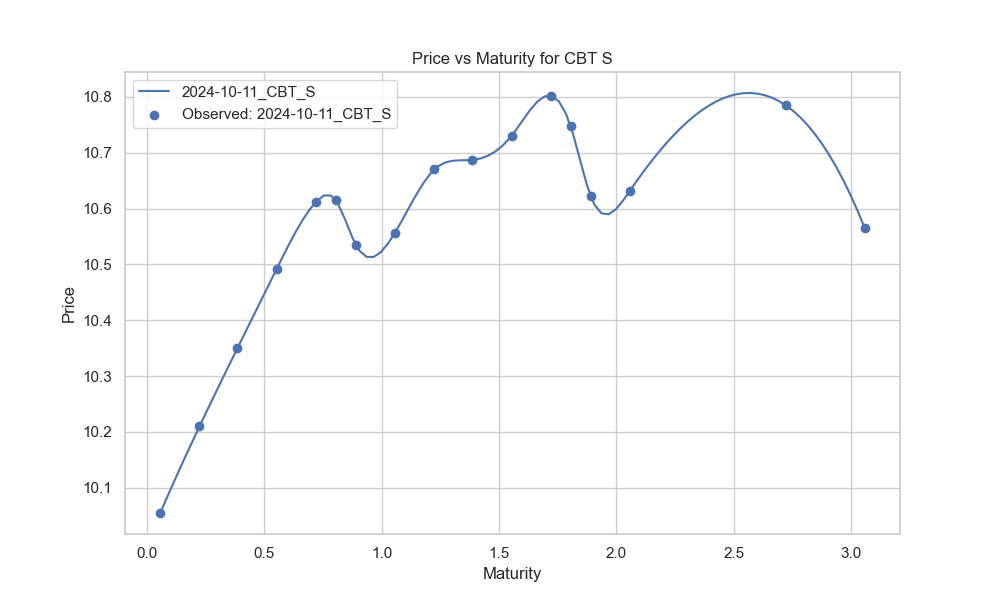 Price vs Maturity for CBT S
2024-10-11_CBT_S
Observed: 2024-10-11_CBT_S
10.8
10.7
10.6
10.5
10.4
10.3
10.2
10.1
Price
0.0 0.5 1.0 1.5 2.0 2.5 3.0
Maturity